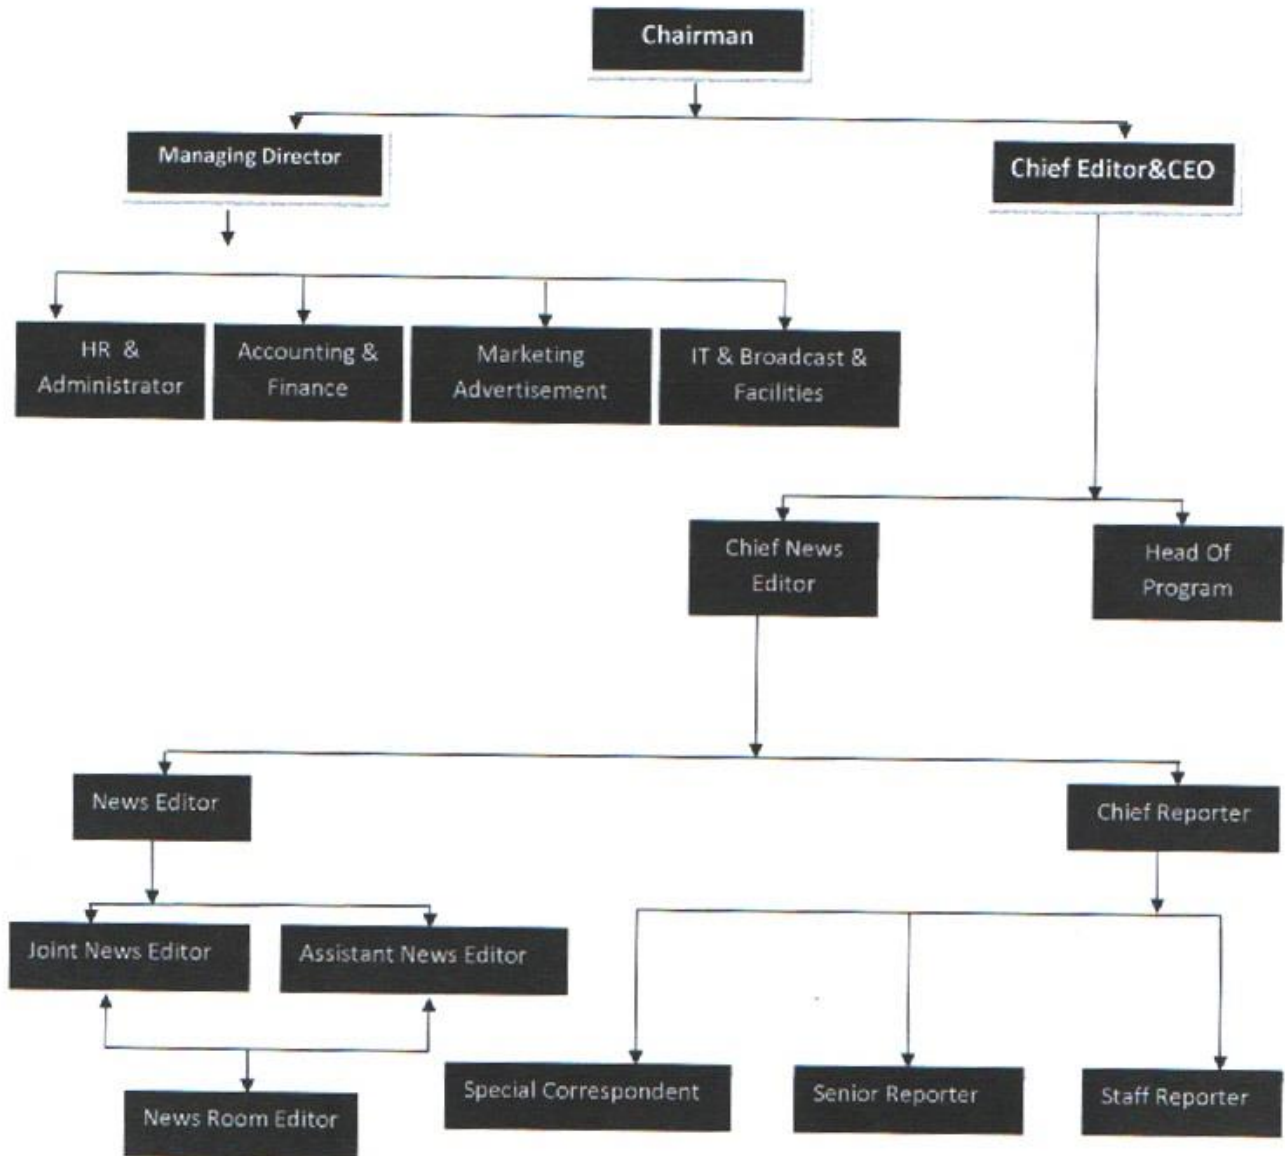 Chairman
Managing Director
Chief Editor&CEO
HR &
Administrator
Accounting &
Finance
Marketing
Advertisement
IT & Broadcast &
Facilities
Chief News
Editor
Head Of
Program
News Editor
Chief Reporter
Joint News Editor
Assistant News Editor
Special Correspondent
Senior Reporter
Staff Reporter
News Room Editor